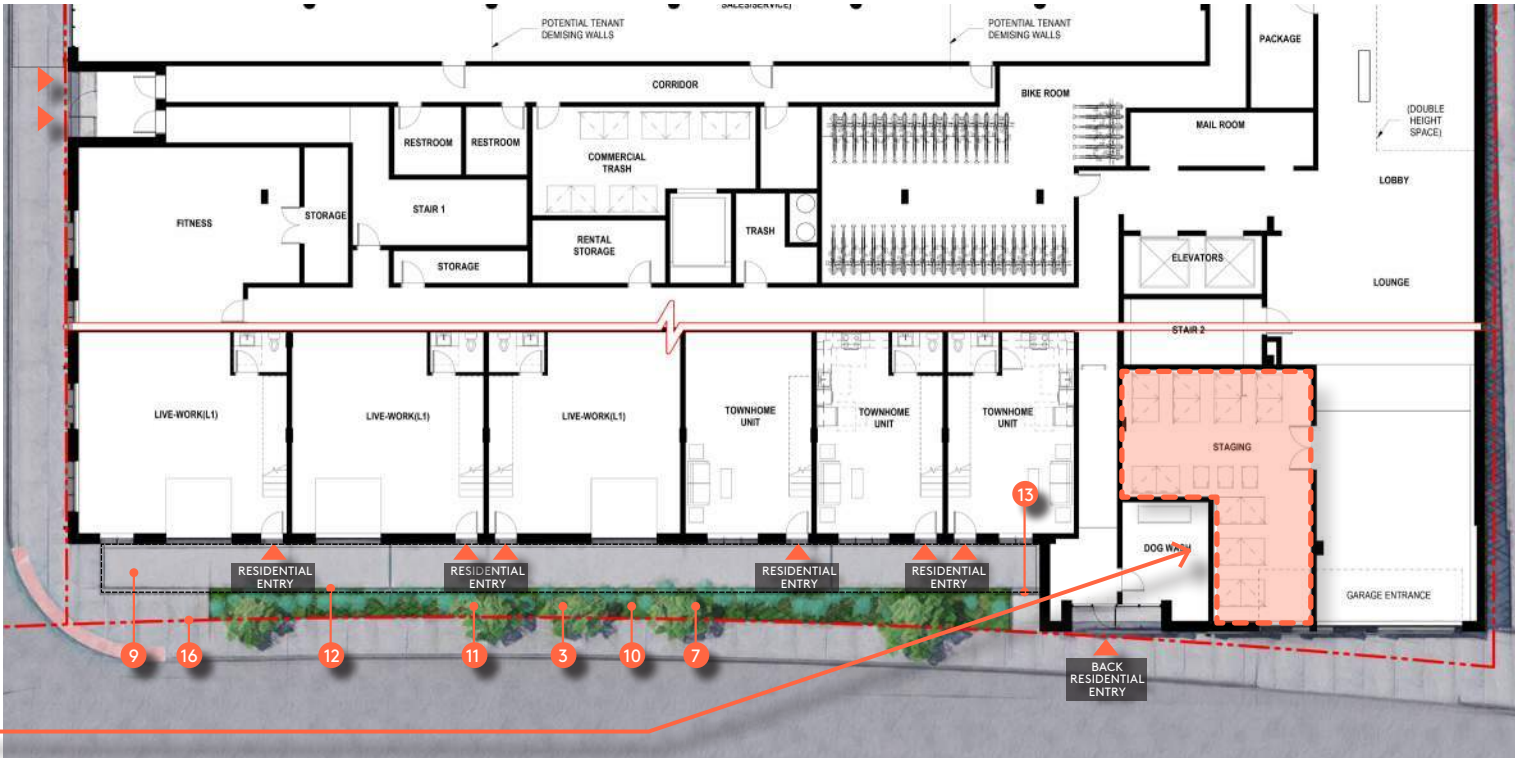 SALES/SERVICE)
POTENTIAL TENANT
DEMISING WALLS
POTENTIAL TENANT
DEMISING WALLS
PACKAGE
CORRIDOR
BIKE ROOM
(DOUBLE
HEIGHT
SPACE)
MAIL ROOM
RESTROOM
RESTROOM
COMMERCIAL
TRASH
LOBBY
FITNESS
STORAGE
STAIR 1
TRASH
RENTAL
STORAGE
STORAGE
ELEVATORS
LOUNGE
STAIR 2
LIVE-WORK(L1)
LIVE-WORK(L1)
LIVE-WORK(L1)
TOWNHOME
UNIT
TOWNHOME
UNIT
TOWNHOME
UNIT
STAGING
13
DOG WASH
RESIDENTIAL
ENTRY
RESIDENTIAL
ENTRY
RESIDENTIAL
ENTRY
RESIDENTIAL
ENTRY
GARAGE ENTRANCE
9
16
12
11
3
10
7
BACK
RESIDENTIAL
ENTRY